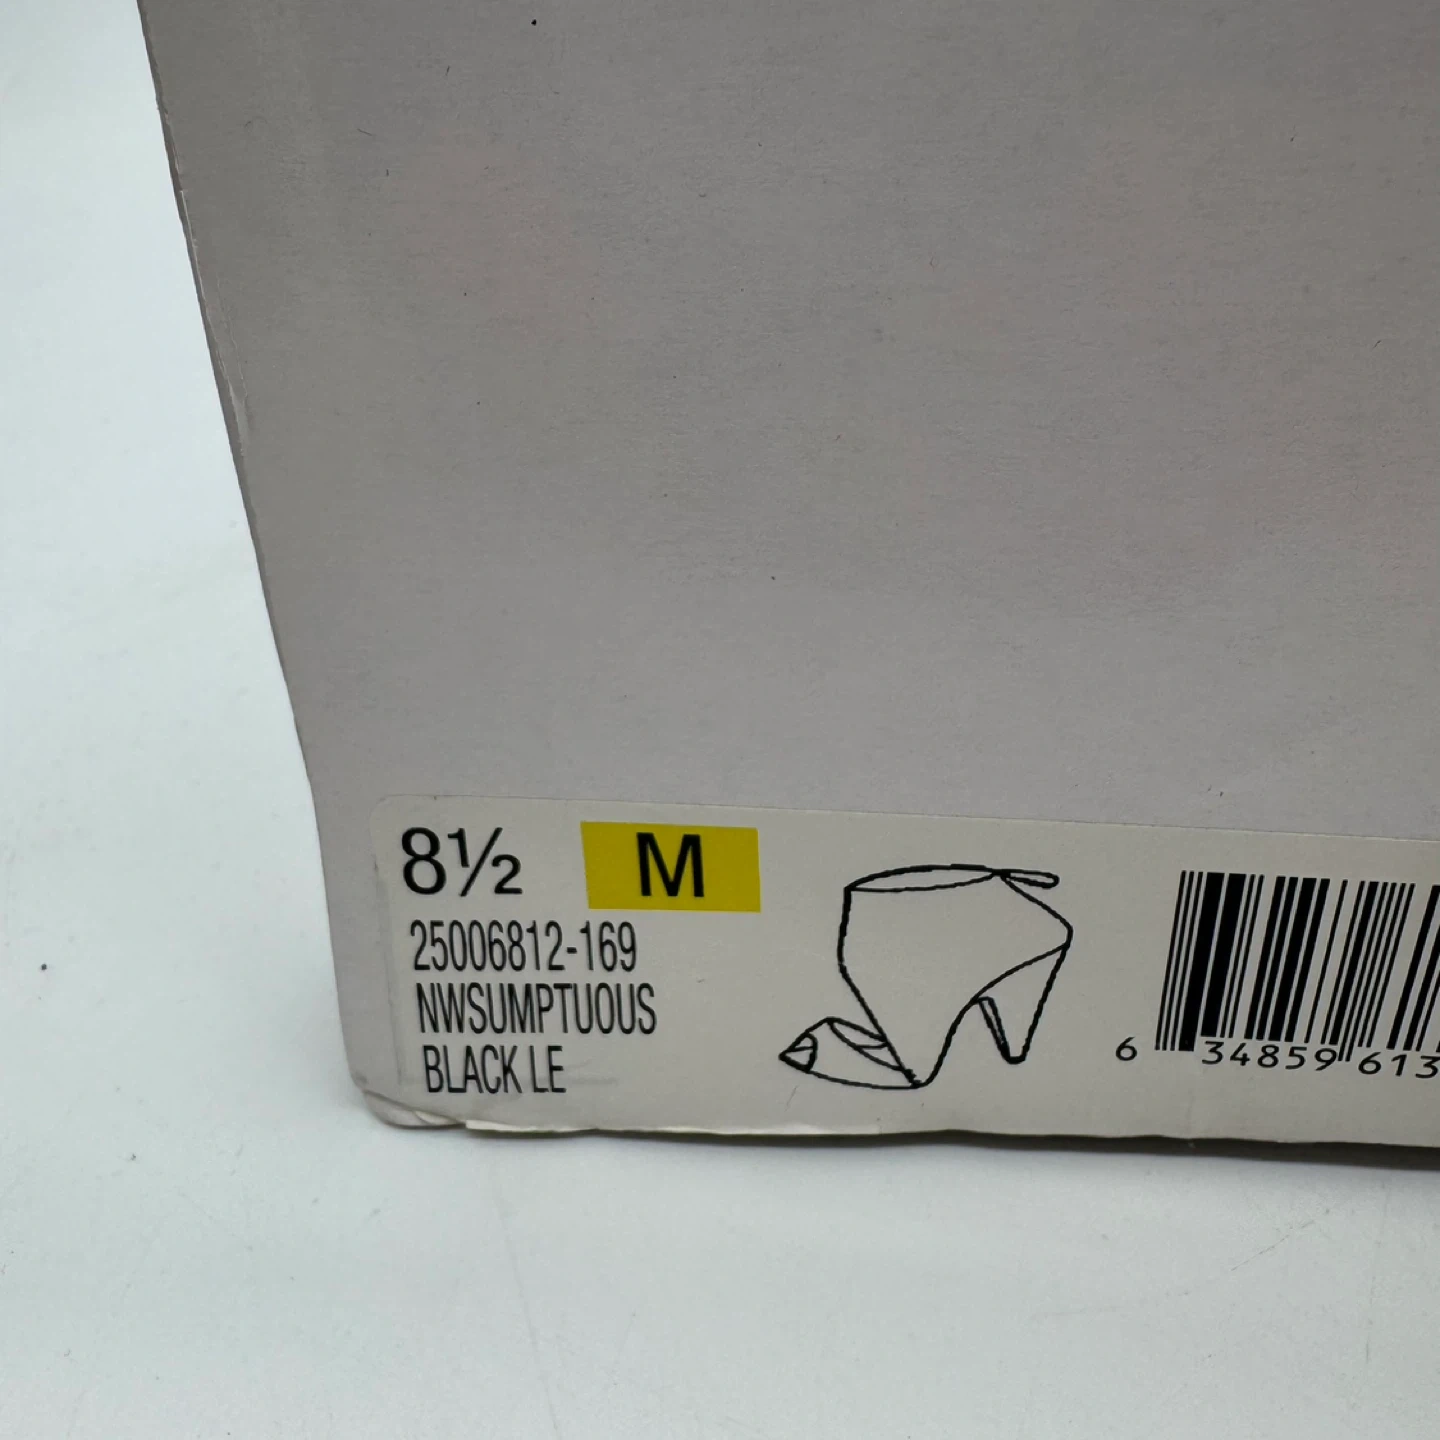 8½ M
25006812-169
NWSUMPTUOUS
BLACK LE
6 34859 613